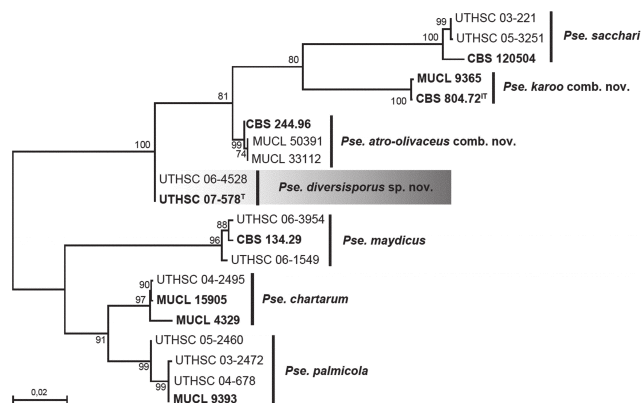 99 UTHSC 03-221
100 UTHSC 05-3251 Pse. sacchari
CBS 120504
80
MUCL 9365 Pse. karoo comb. nov.
100 CBS 804.72IT
81
CBS 244.96
99 MUCL 50391 Pse. atro-olivaceus comb. nov.
74 MUCL 33112
100
UTHSC 06-4528 Pse. diversisporus sp. nov.
UTHSC 07-578T
88 UTHSC 06-3954
96 CBS 134.29 Pse. maydicus
UTHSC 06-1549
90 UTHSC 04-2495
97 MUCL 15905 Pse. chartarum
MUCL 4329
91
UTHSC 05-2460
99 UTHSC 03-2472 Pse. palmicola
99 UTHSC 04-678
MUCL 9393
0,02